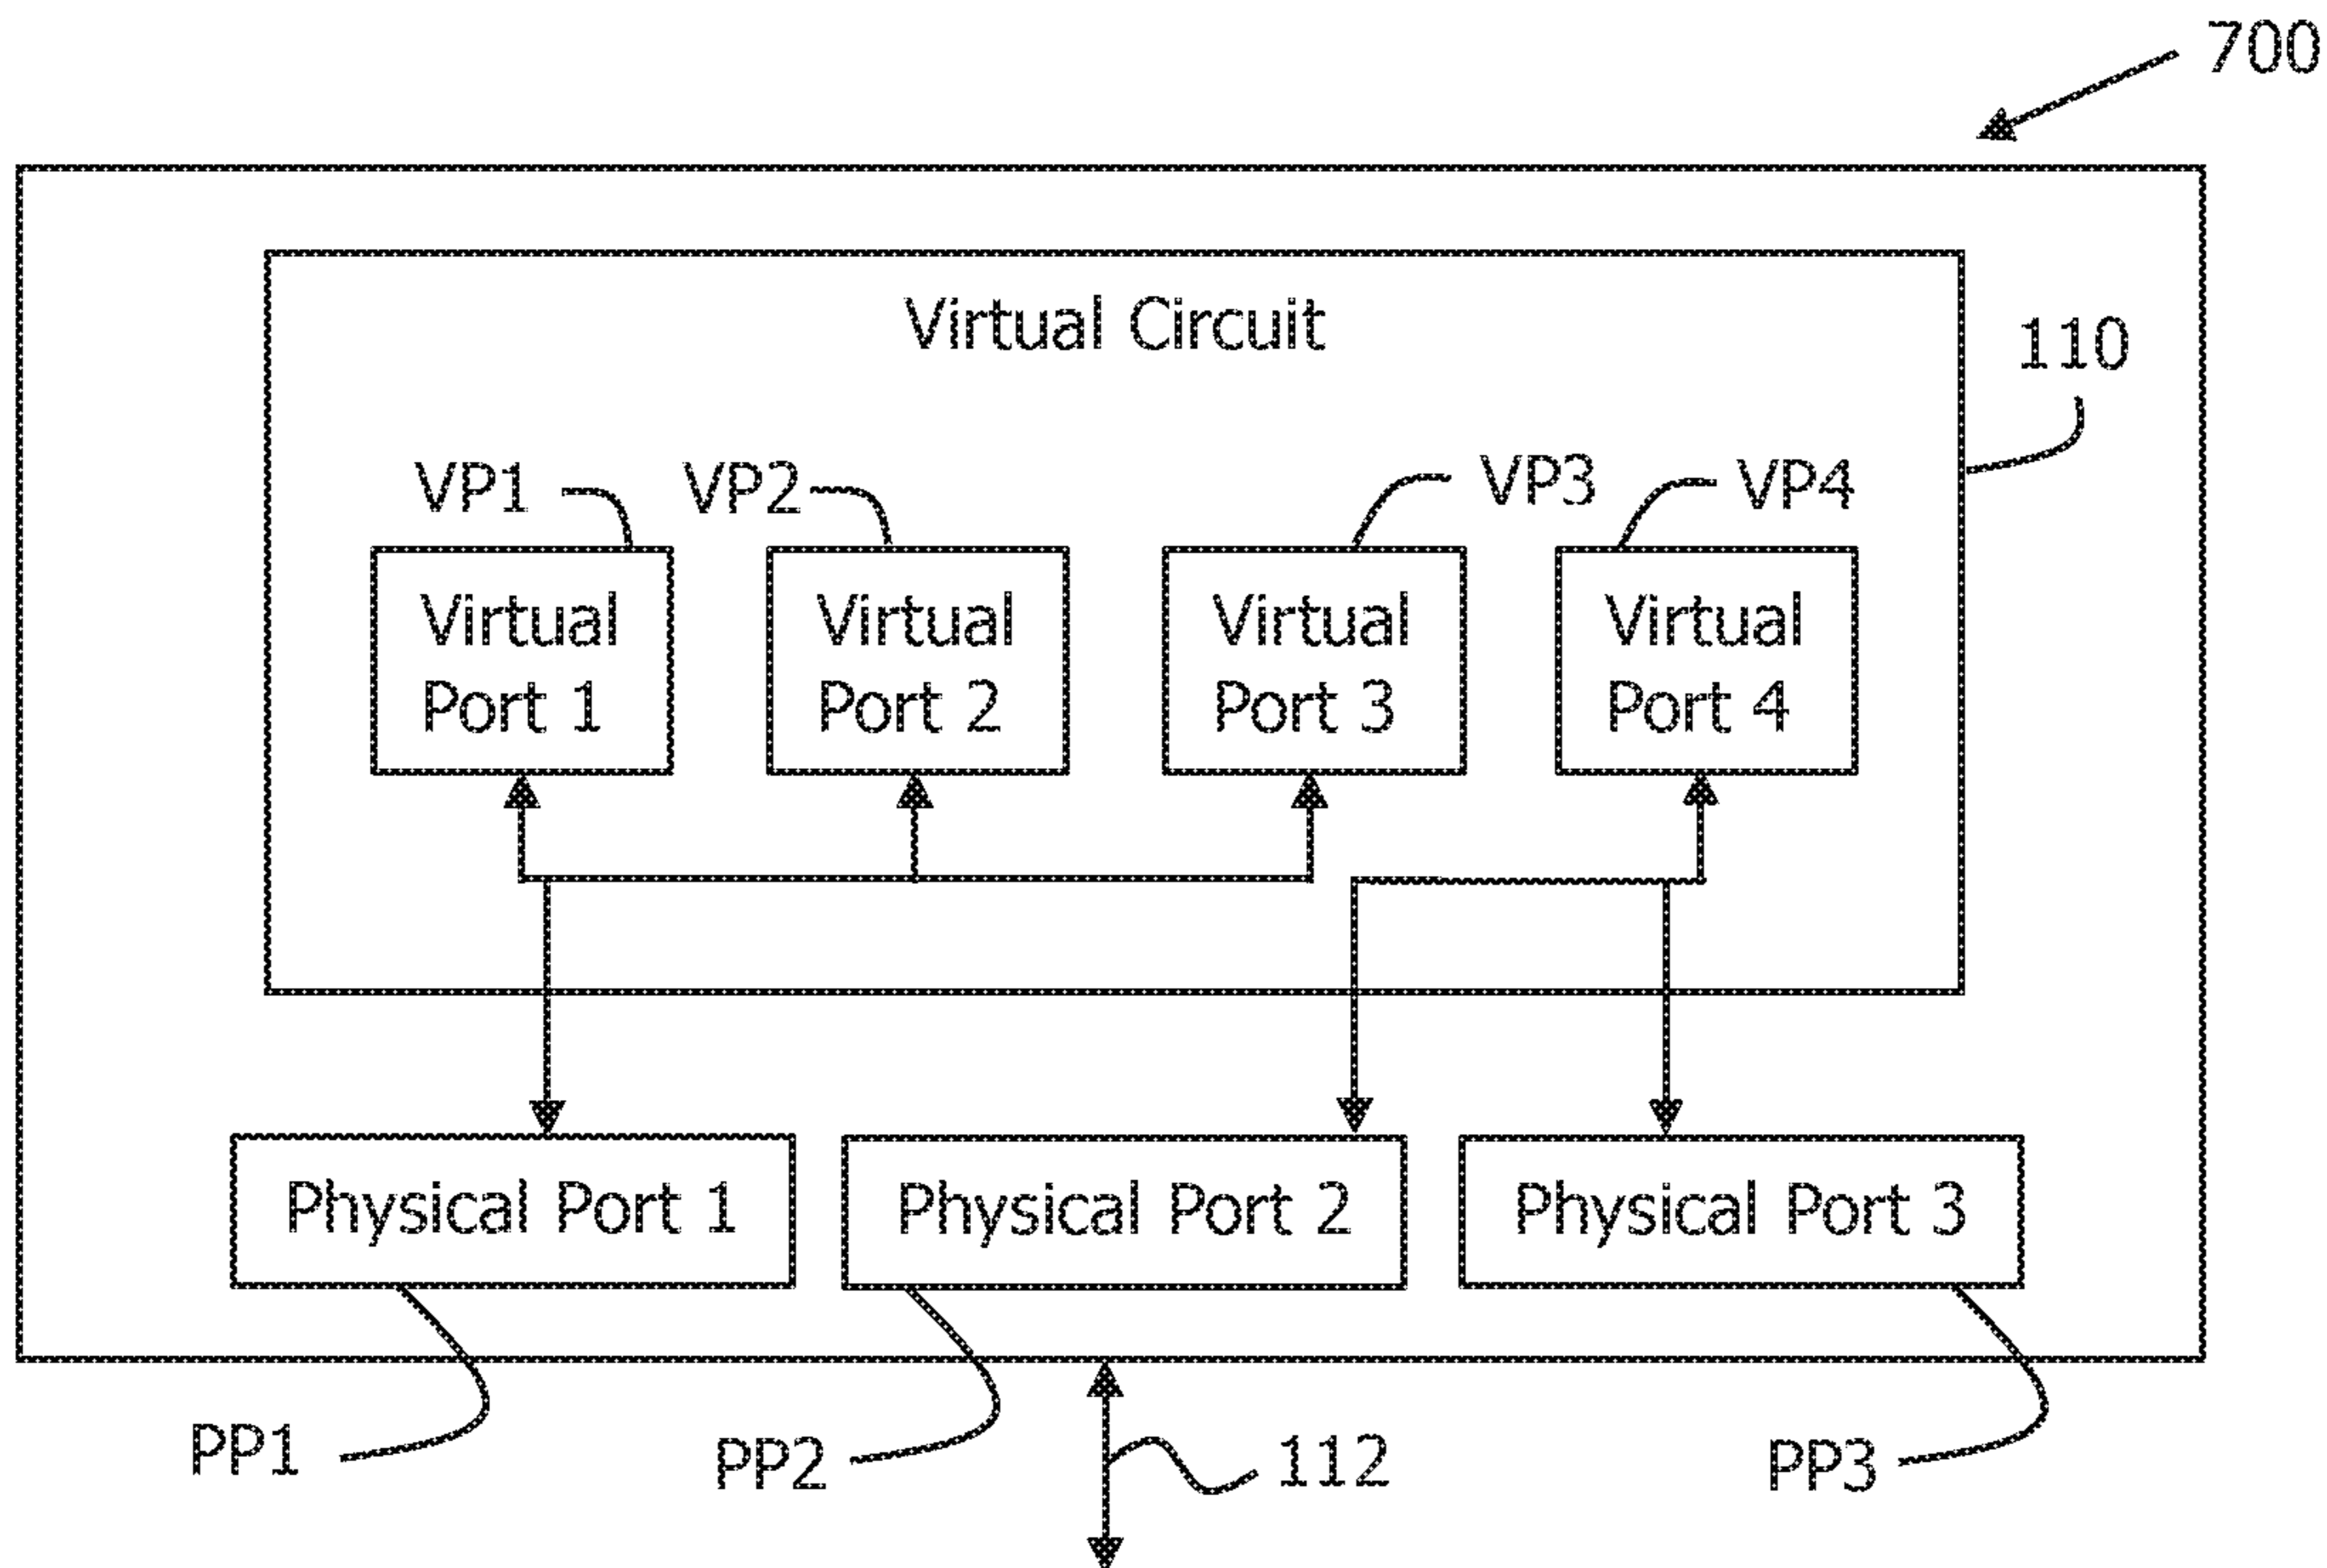 700
Virtual Circuit
110
VP1
VP2
VP3
VP4
Virtual
Port 1
Virtual
Port 2
Virtual
Port 3
Virtual
Port 4
Physical Port 1
Physical Port 2
Physical Port 3
PP1
PP2
112
PP3